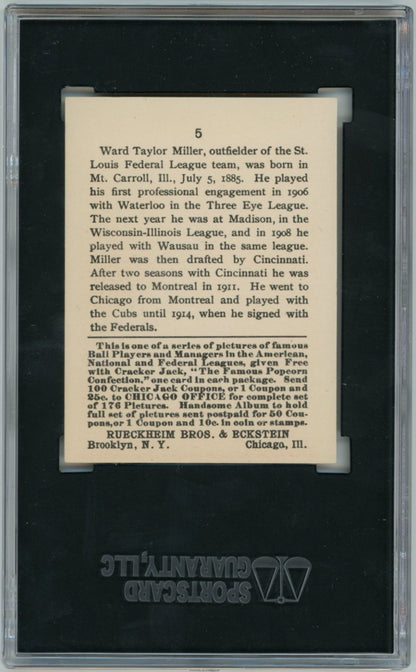 5
Ward Taylor Miller, outfielder of the St.
Louis Federal League team, was born in
Mt. Carroll, Ill., July 5, 1885. He played
his first professional engagement in 1906
with Waterloo in the Three Eye League.
The next year he was at Madison, in the
Wisconsin-Illinois League, and in 1908 he
played with Wausau in the same league.
Miller was then drafted by Cincinnati.
After two seasons with Cincinnati he was
released to Montreal in 1911. He went to
Chicago from Montreal and played with
the Cubs until 1914, when he signed with
the Federals.
This is one of a series of pictures of famous
Ball Players and Managers in the American,
National and Federal Leagues, given Free
with Cracker Jack, "The Famous Popcorn
Confection," one card in each package. Send
100 Cracker Jack Coupons, or 1 Coupon and
25c. to CHICAGO OFFICE for complete set
of 176 Pictures. Handsome Album to hold
full set of pictures sent postpaid for 50 Cou-
pons, or 1 Coupon and 10c. in coin or stamps.
RUECKHEIM BROS. & ECKSTEIN
Brooklyn, N. Y. Chicago, Ill.
SPORTSCARD
GUARANTY, LLC